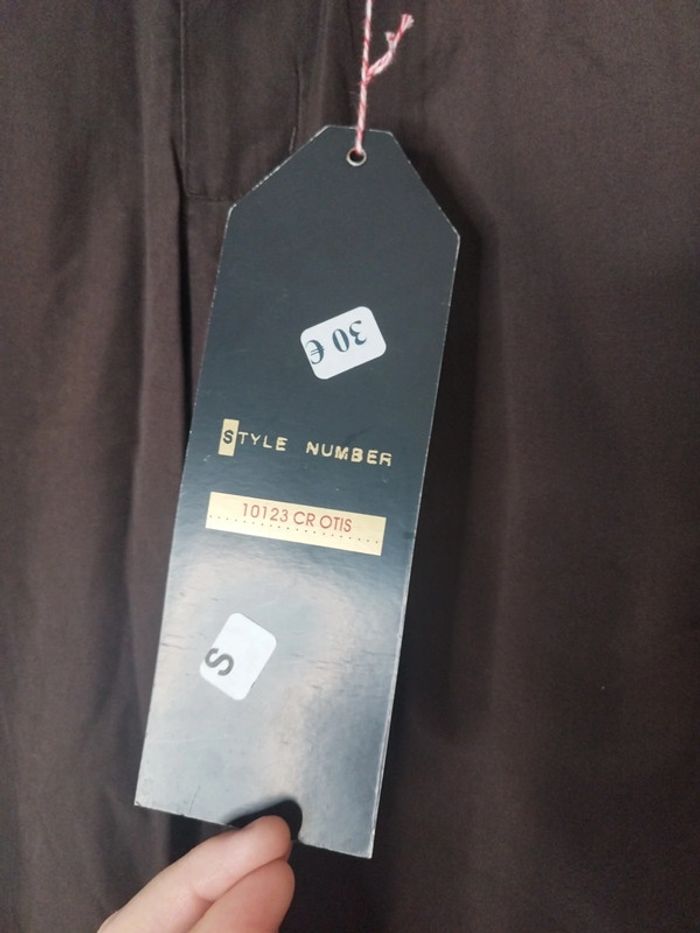 30 €
STYLE NUMBER
10123 CR OTIS
S